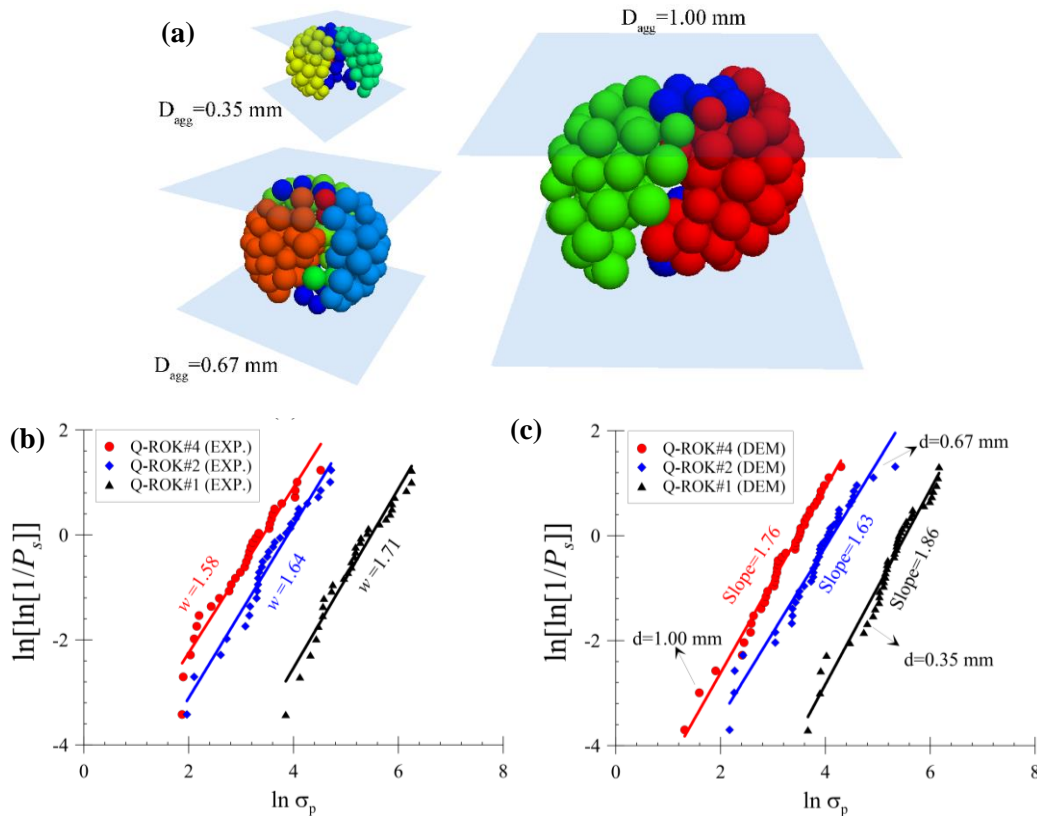 (a)
D_agg=1.00 mm
D_agg=0.35 mm
D_agg=0.67 mm
(b)
2
0
-2
-4
ln[ln[1/P_s]]
Q-ROK#4 (EXP.)
Q-ROK#2 (EXP.)
Q-ROK#1 (EXP.)
w =1.58
w =1.64
w =1.71
0
2
4
6
8
ln σ_p
(c)
2
0
-2
-4
ln[ln[1/P_s]]
Q-ROK#4 (DEM)
Q-ROK#2 (DEM)
Q-ROK#1 (DEM)
d=0.67 mm
Slope=1.76
Slope=1.63
Slope=1.86
d=1.00 mm
d=0.35 mm
0
2
4
6
8
ln σ_p